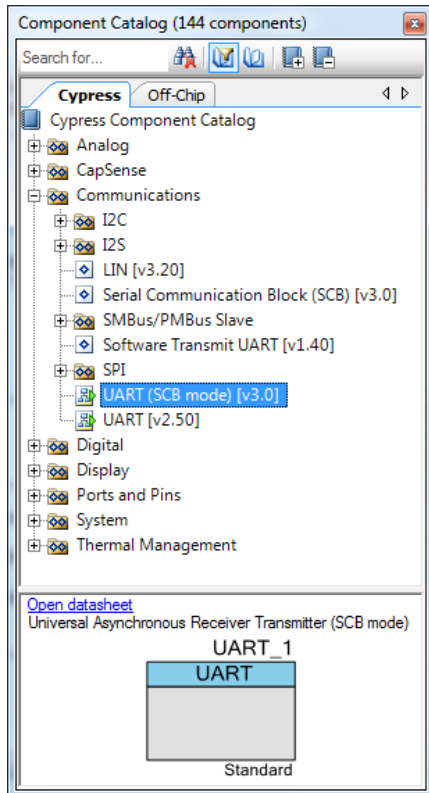 Component Catalog (144 components)
Search for...
Cypress Off-Chip
Cypress Component Catalog
Analog
CapSense
Communications
I2C
I2S
LIN [v3.20]
Serial Communication Block (SCB) [v3.0]
SMBus/PMBus Slave
Software Transmit UART [v1.40]
SPI
UART (SCB mode) [v3.0]
UART [v2.50]
Digital
Display
Ports and Pins
System
Thermal Management
Open datasheet
Universal Asynchronous Receiver Transmitter (SCB mode)
UART_1
UART
Standard